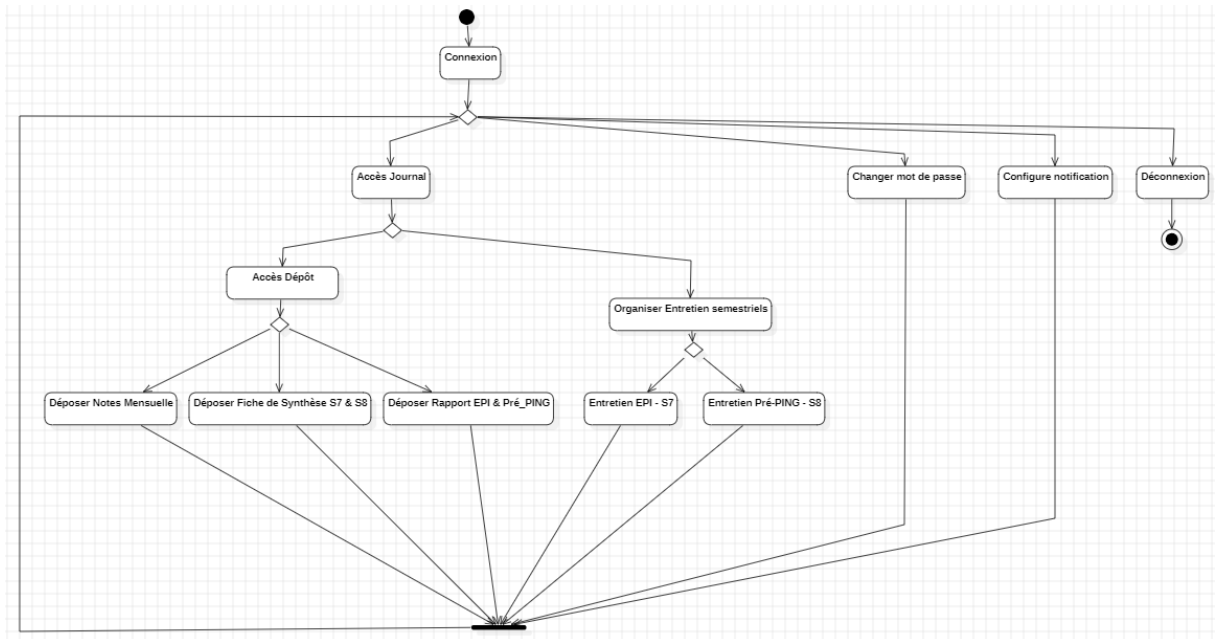 Connexion
Accès Journal
Changer mot de passe
Configure notification
Déconnexion
Accès Dépôt
Organiser Entretien semestriels
Déposer Notes Mensuelle
Déposer Fiche de Synthèse S7 & S8
Déposer Rapport EPI & Pré_PING
Entretien EPI - S7
Entretien Pré-PING - S8